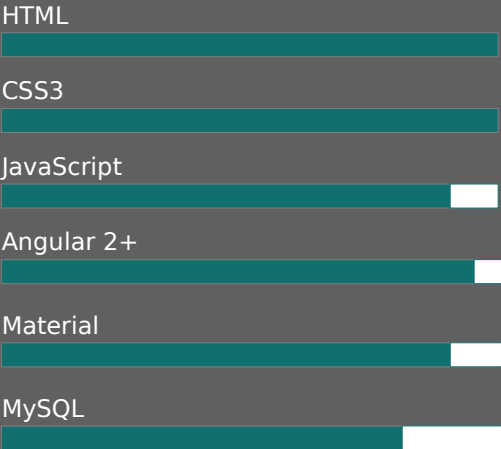 HTML
CSS3
JavaScript
Angular 2+
Material
MySQL